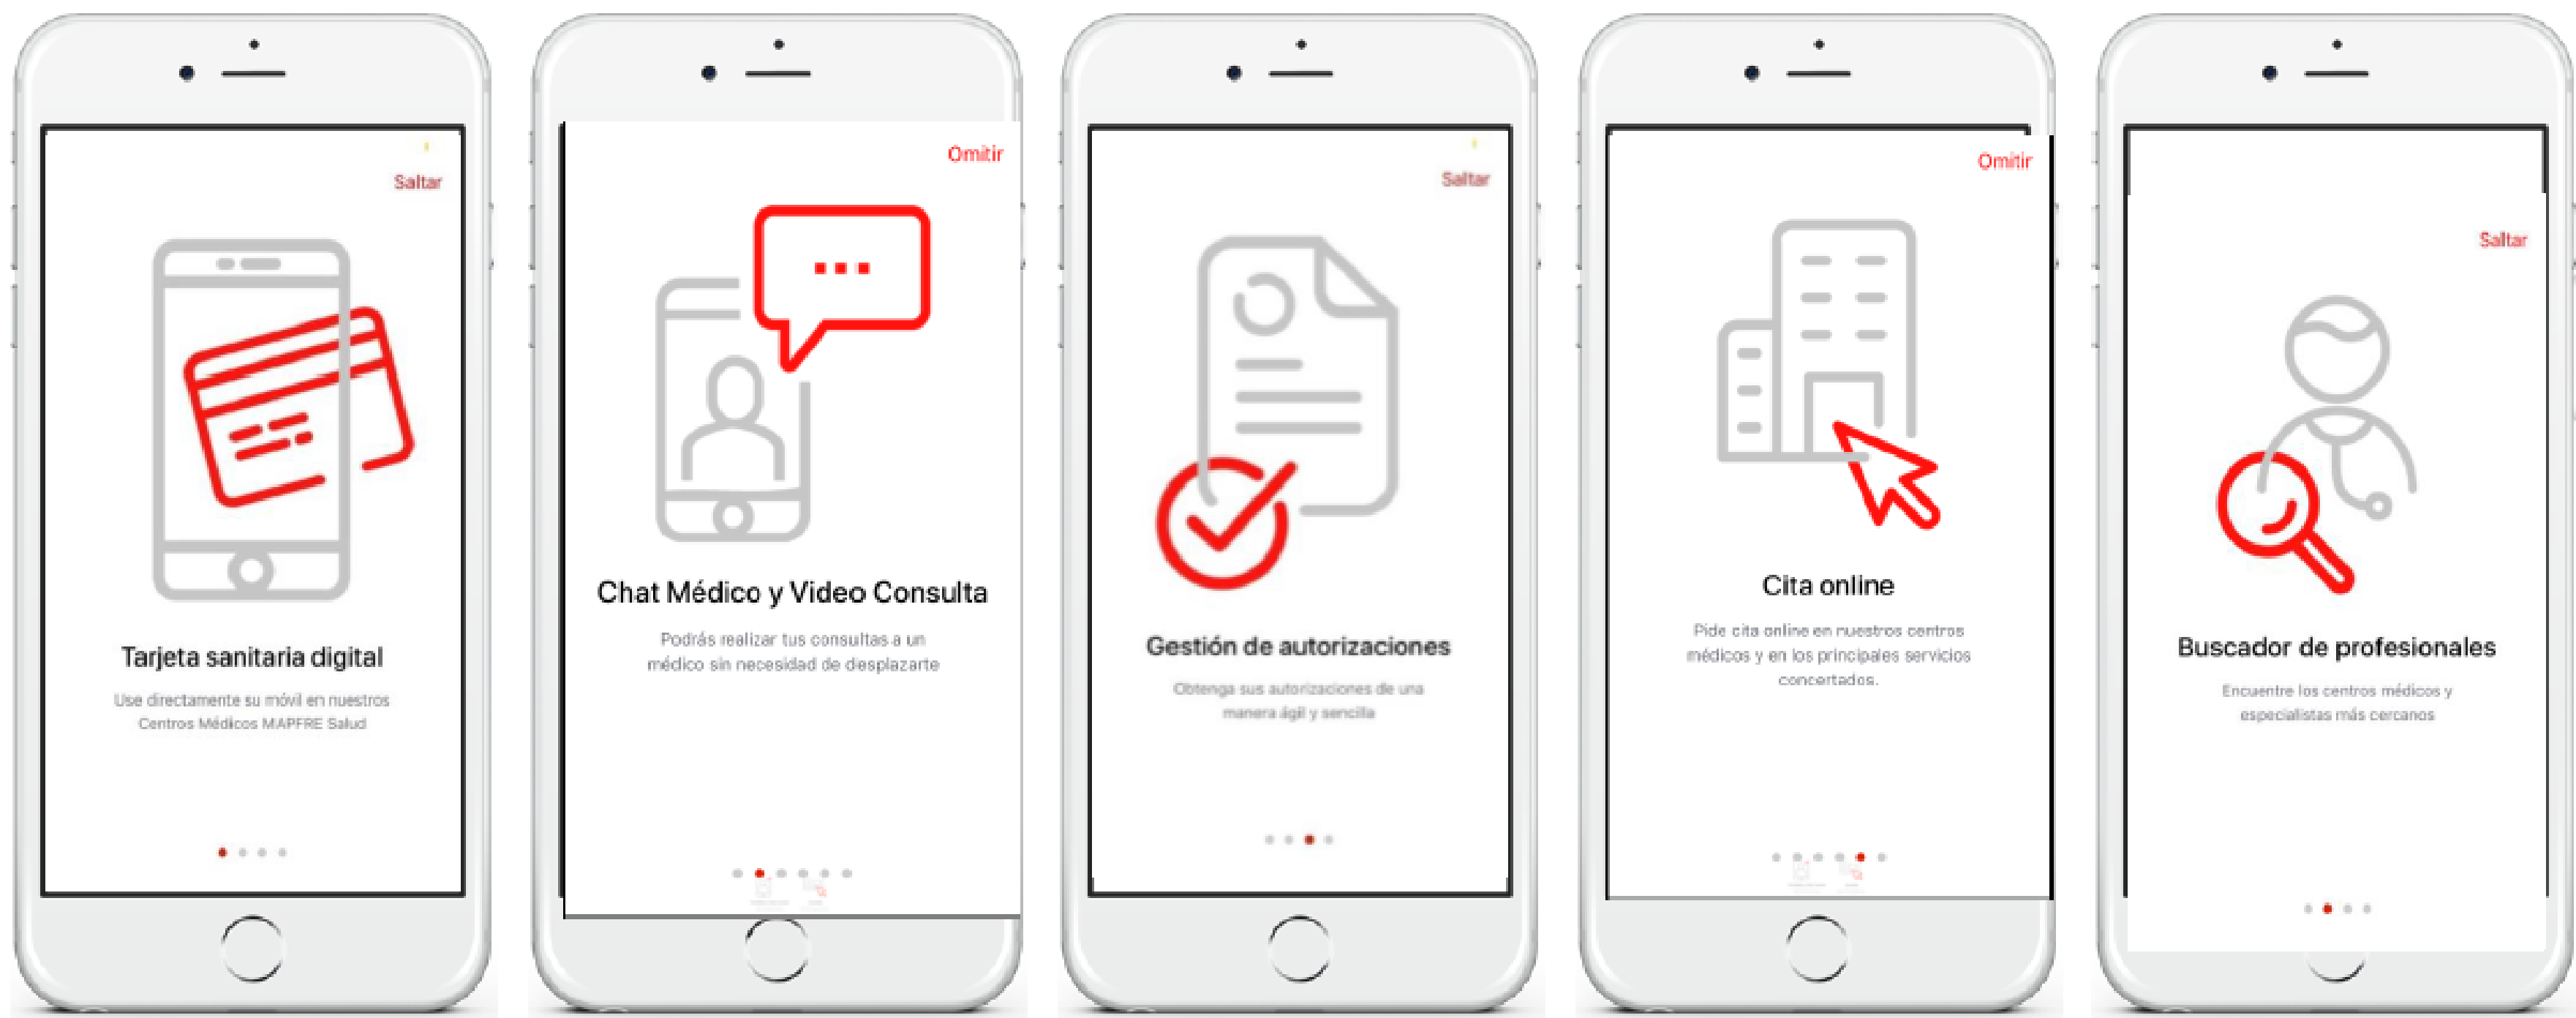 Saltar
Tarjeta sanitaria digital
Use directamente su móvil en nuestros
Centros Médicos MAPFRE Salud
Omitir
Chat Médico y Video Consulta
Podrás realizar tus consultas a un
médico sin necesidad de desplazarte
Saltar
Gestión de autorizaciones
Obtenga sus autorizaciones de una
manera ágil y sencilla
Omitir
Cita online
Pide cita online en nuestros centros
médicos y en los principales servicios
concertados.
Saltar
Buscador de profesionales
Encuentre los centros médicos y
especialistas más cercanos